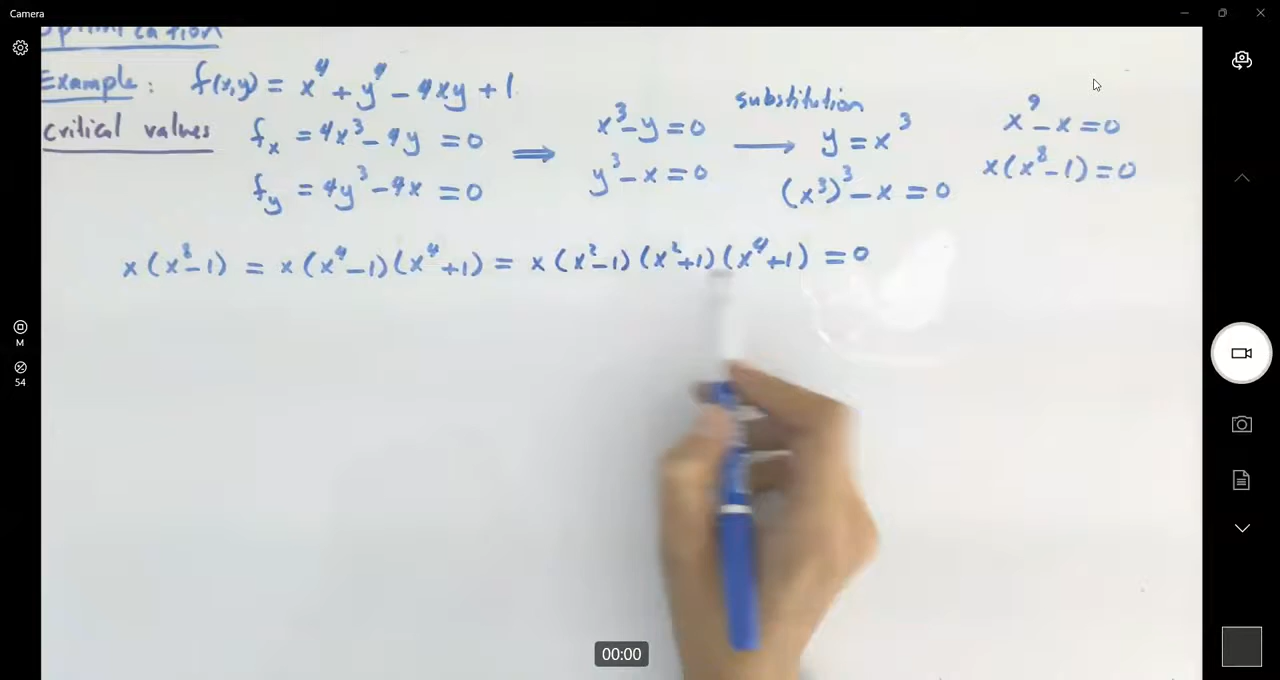 Camera
Optimization
Example: f(x,y) = x⁴ + y⁴ - 4xy + 1
critical values
fₓ = 4x³ - 4y = 0
f_y = 4y³ - 4x = 0
⟹
x³ - y = 0
y³ - x = 0
substitution
⟶
y = x³
(x³)³ - x = 0
x⁹ - x = 0
x(x⁸ - 1) = 0
x(x⁸-1) = x(x⁴-1)(x⁴+1) = x(x²-1)(x²+1)(x⁴+1) = 0
M
54
00:00